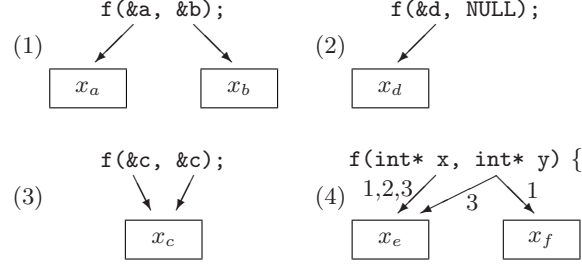 f(&a, &b);
(1)
x_a
x_b
f(&d, NULL);
(2)
x_d
f(&c, &c);
(3)
x_c
f(int* x, int* y) {
(4)
1,2,3
3
1
x_e
x_f